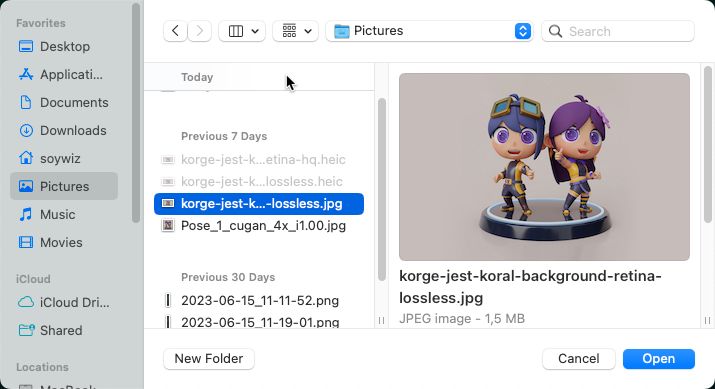 Favorites
Desktop
Applicati...
Documents
Downloads
soywiz
Pictures
Music
Movies
iCloud
iCloud Dri...
Shared
Locations
Pictures
Search
Today
Previous 7 Days
korge-jest-k...etina-hq.heic
korge-jest-k...lossless.heic
korge-jest-k...-lossless.jpg
Pose_1_cugan_4x_i1.00.jpg
Previous 30 Days
2023-06-15_11-11-52.png
2023-06-15_11-19-01.png
korge-jest-koral-background-retina-
lossless.jpg
JPEG image - 1,5 MB
New Folder
Cancel
Open